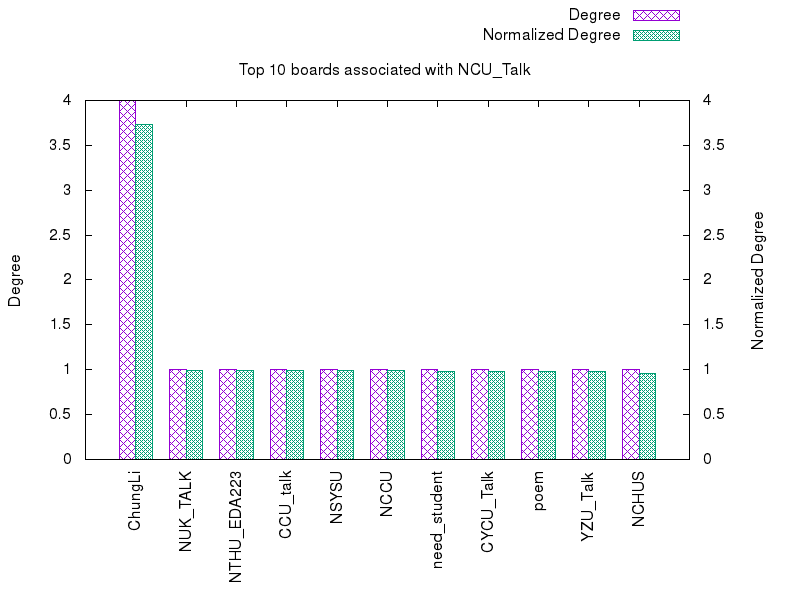 Degree
Normalized Degree
Top 10 boards associated with NCU_Talk
4
3.5
3
2.5
2
1.5
1
0.5
0
Degree
4
3.5
3
2.5
2
1.5
1
0.5
0
Normalized Degree
ChungLi
NUK_TALK
NTHU_EDA223
CCU_talk
NSYSU
NCCU
need_student
CYCU_Talk
poem
YZU_Talk
NCHUS